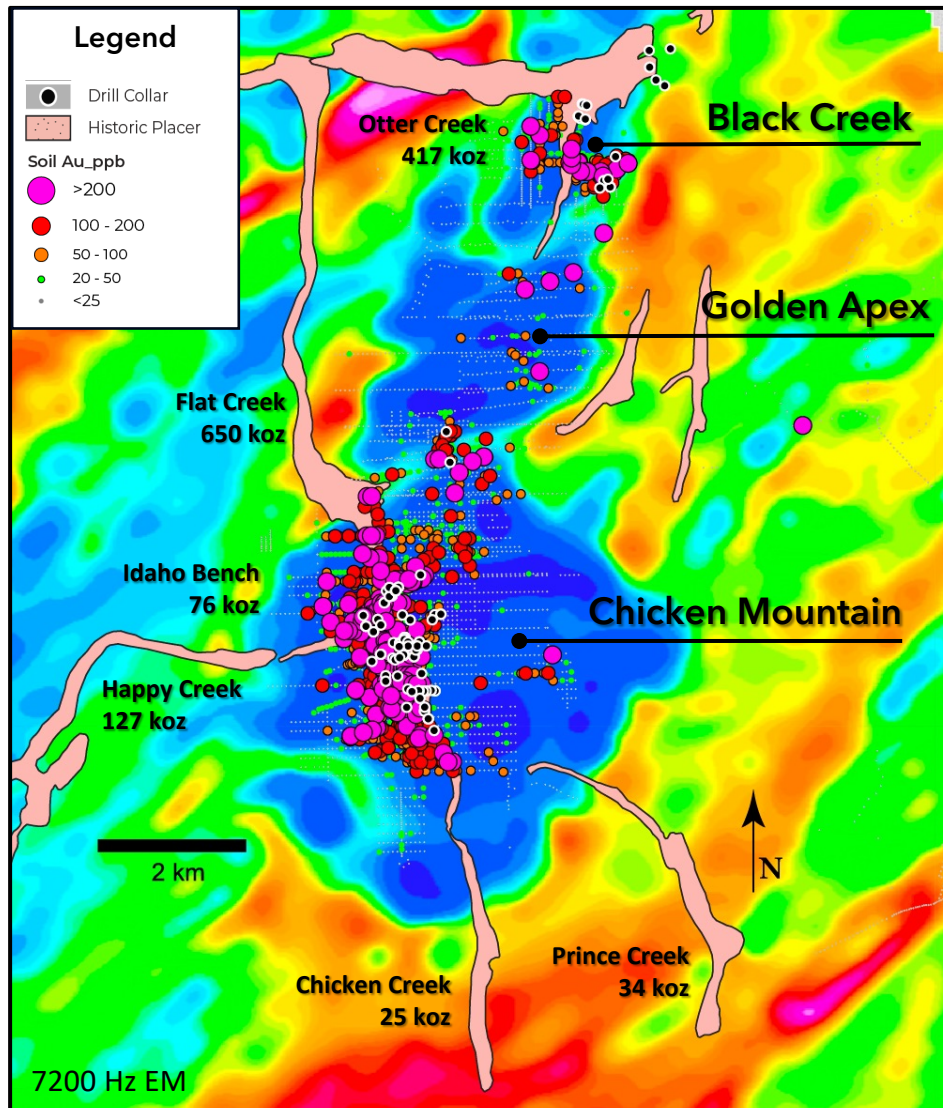 Legend
Drill Collar
Historic Placer
Soil Au_ppb
>200
100 - 200
50 - 100
20 - 50
<25
Otter Creek
417 koz
Black Creek
Golden Apex
Flat Creek
650 koz
Idaho Bench
76 koz
Chicken Mountain
Happy Creek
127 koz
2 km
N
Prince Creek
34 koz
Chicken Creek
25 koz
7200 Hz EM